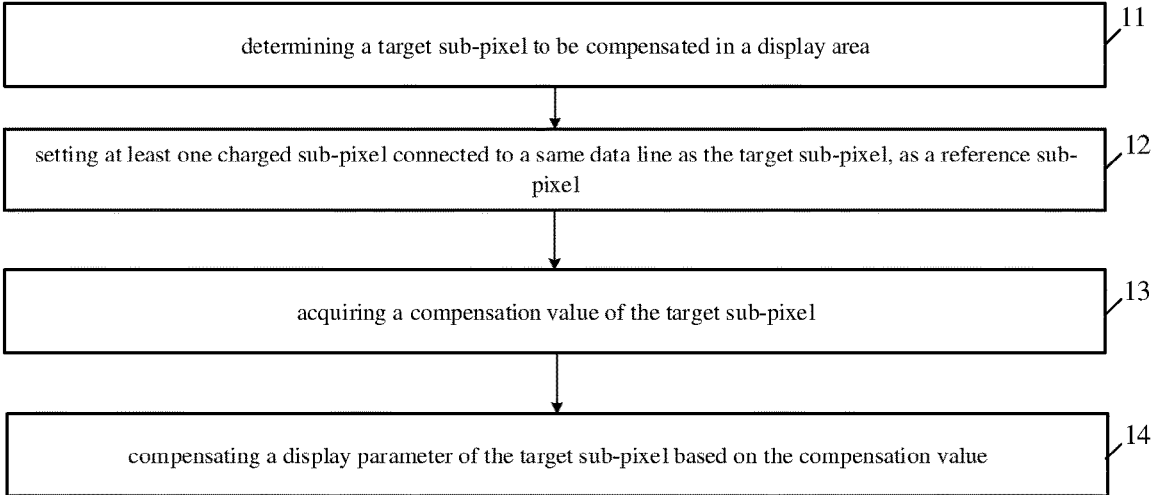 11
determining a target sub-pixel to be compensated in a display area
setting at least one charged sub-pixel connected to a same data line as the target sub-pixel, as a reference sub-
pixel
12
acquiring a compensation value of the target sub-pixel
13
compensating a display parameter of the target sub-pixel based on the compensation value
14